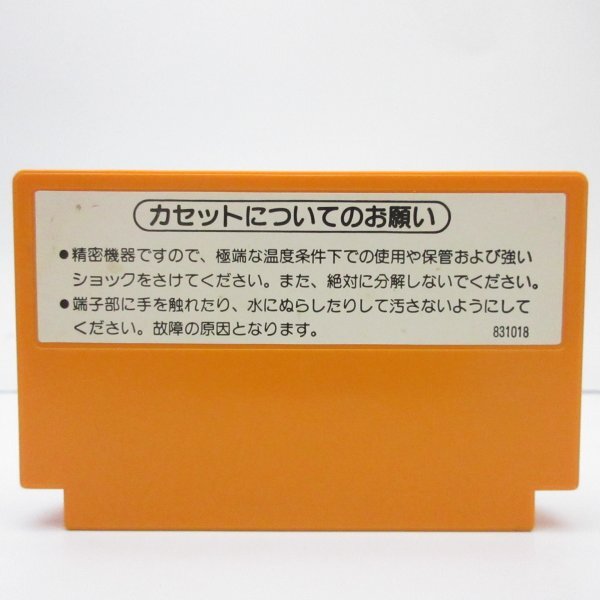 カセットについてのお願い
●精密機器ですので、極端な温度条件下での使用や保管および強い
ショックをさけてください。また、絶対に分解しないでください。
●端子部に手を触れたり、水にぬらしたりして汚さないようにして
ください。故障の原因となります。
831018